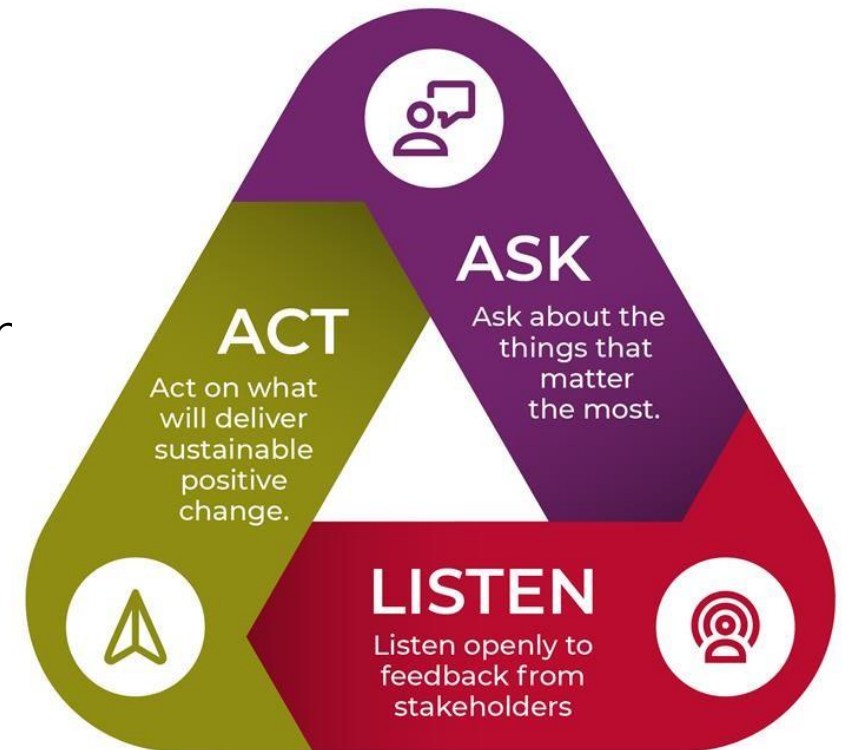 ASK
Ask about the
things that
matter
the most.
ACT
Act on what
will deliver
sustainable
positive
change.
LISTEN
Listen openly to
feedback from
stakeholders